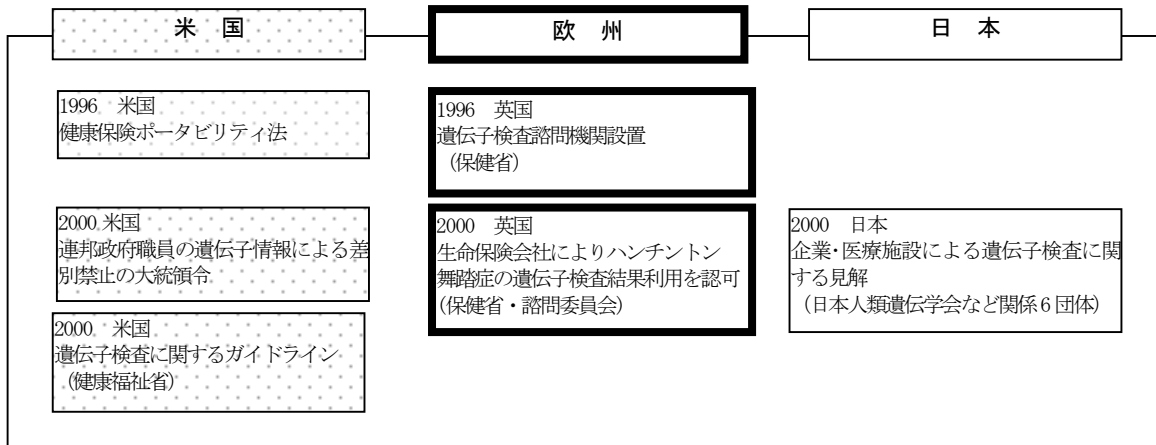 米 国
欧 州
日 本
1996 米国
健康保険ポータビリティ法
1996 英国
遺伝子検査諮問機関設置
(保健省)
2000 米国
連邦政府職員の遺伝子情報による差
別禁止の大統領令
2000 英国
生命保険会社によりハンチントン
舞踏症の遺伝子検査結果利用を認可
(保健省・諮問委員会)
2000 日本
企業・医療施設による遺伝子検査に関
する見解
(日本人類遺伝学会など関係6団体)
2000 米国
遺伝子検査に関するガイドライン
(健康福祉省)